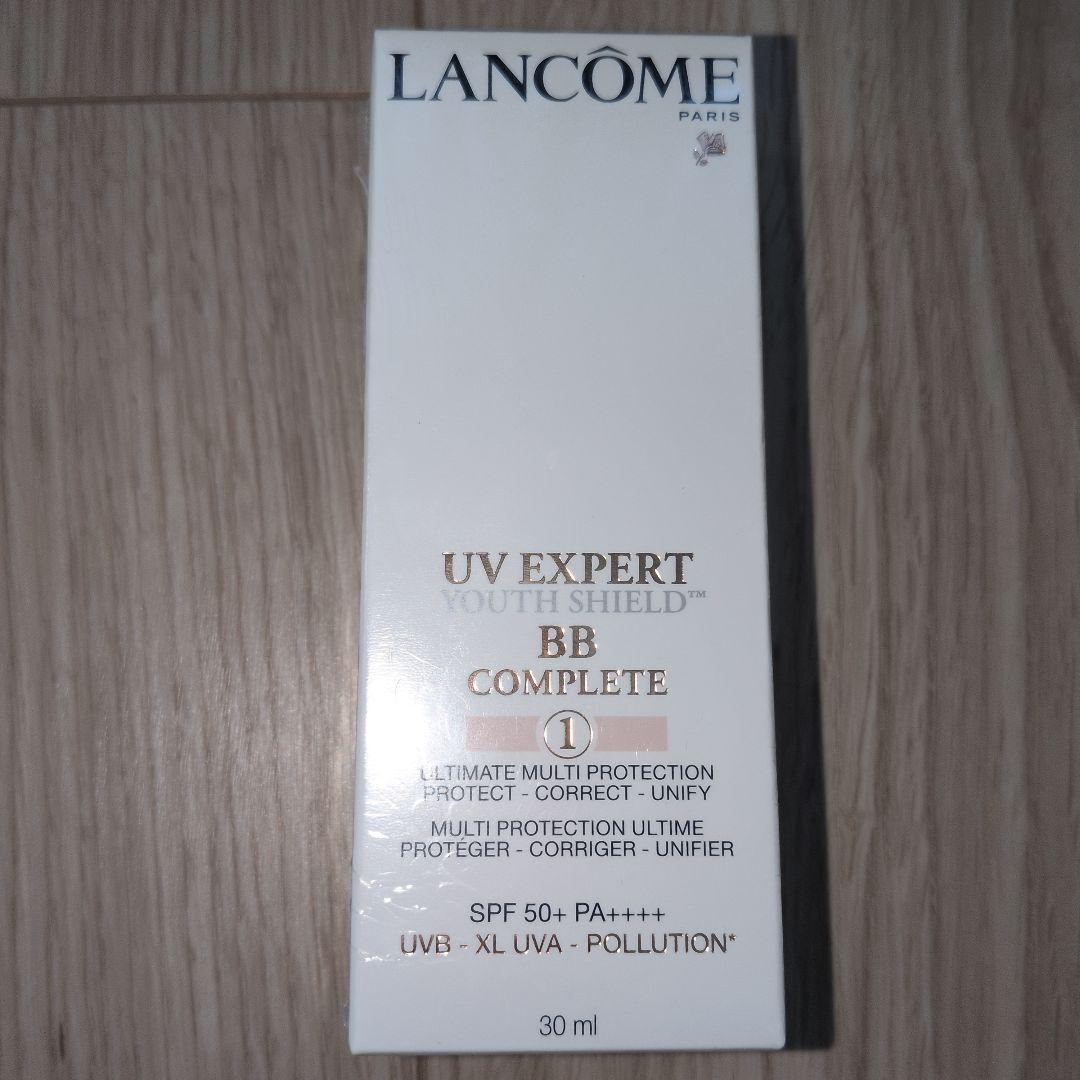 LANCÔME
PARIS
UV EXPERT
YOUTH SHIELD™
BB
COMPLETE
1
ULTIMATE MULTI PROTECTION
PROTECT - CORRECT - UNIFY
MULTI PROTECTION ULTIME
PROTÉGER - CORRIGER - UNIFIER
SPF 50+ PA++++
UVB - XL UVA - POLLUTION*
30 ml